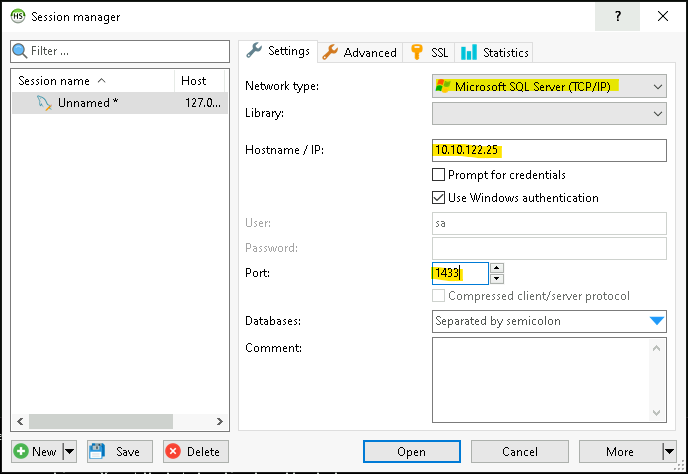 HS Session manager ?
Filter ...
Session name Host
Unnamed * 127.0...
Settings Advanced SSL Statistics
Network type: Microsoft SQL Server (TCP/IP)
Library:
Hostname / IP: 10.10.122.25
Prompt for credentials
Use Windows authentication
User: sa
Password:
Port: 1433
Compressed client/server protocol
Databases: Separated by semicolon
Comment:
New Save Delete Open Cancel More